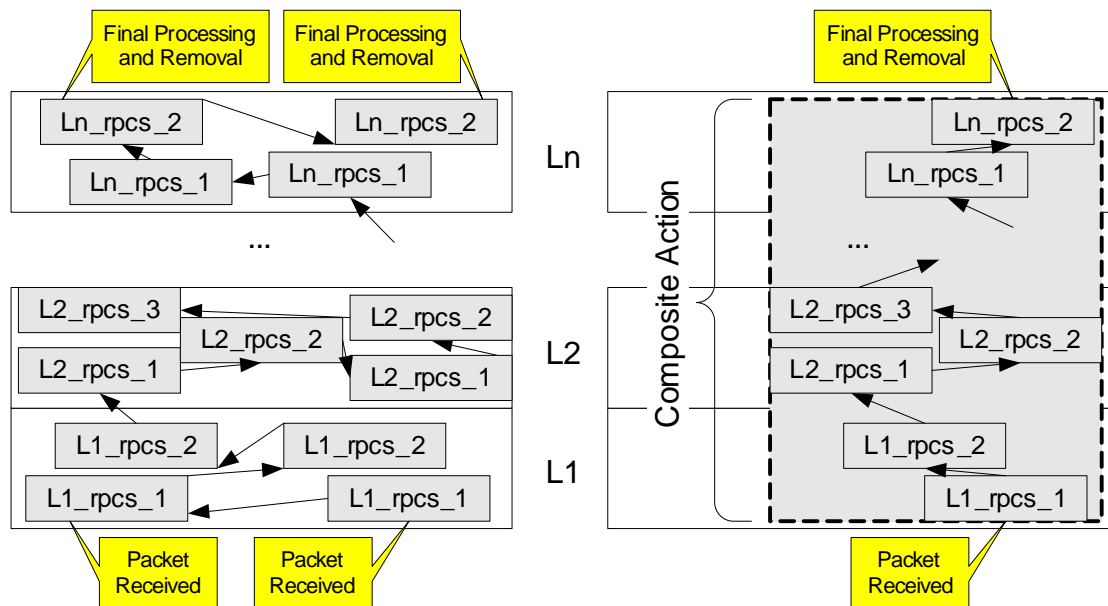 Final Processing
and Removal
Final Processing
and Removal
Ln_rpcs_2
Ln_rpcs_2
Ln_rpcs_1
Ln_rpcs_1
...
L2_rpcs_3
L2_rpcs_2
L2_rpcs_2
L2_rpcs_1
L2_rpcs_1
L1_rpcs_2
L1_rpcs_2
L1_rpcs_1
L1_rpcs_1
Packet
Received
Packet
Received
Ln
L2
L1
Composite Action
Final Processing
and Removal
Ln_rpcs_2
Ln_rpcs_1
...
L2_rpcs_3
L2_rpcs_2
L2_rpcs_1
L1_rpcs_2
L1_rpcs_1
Packet
Received